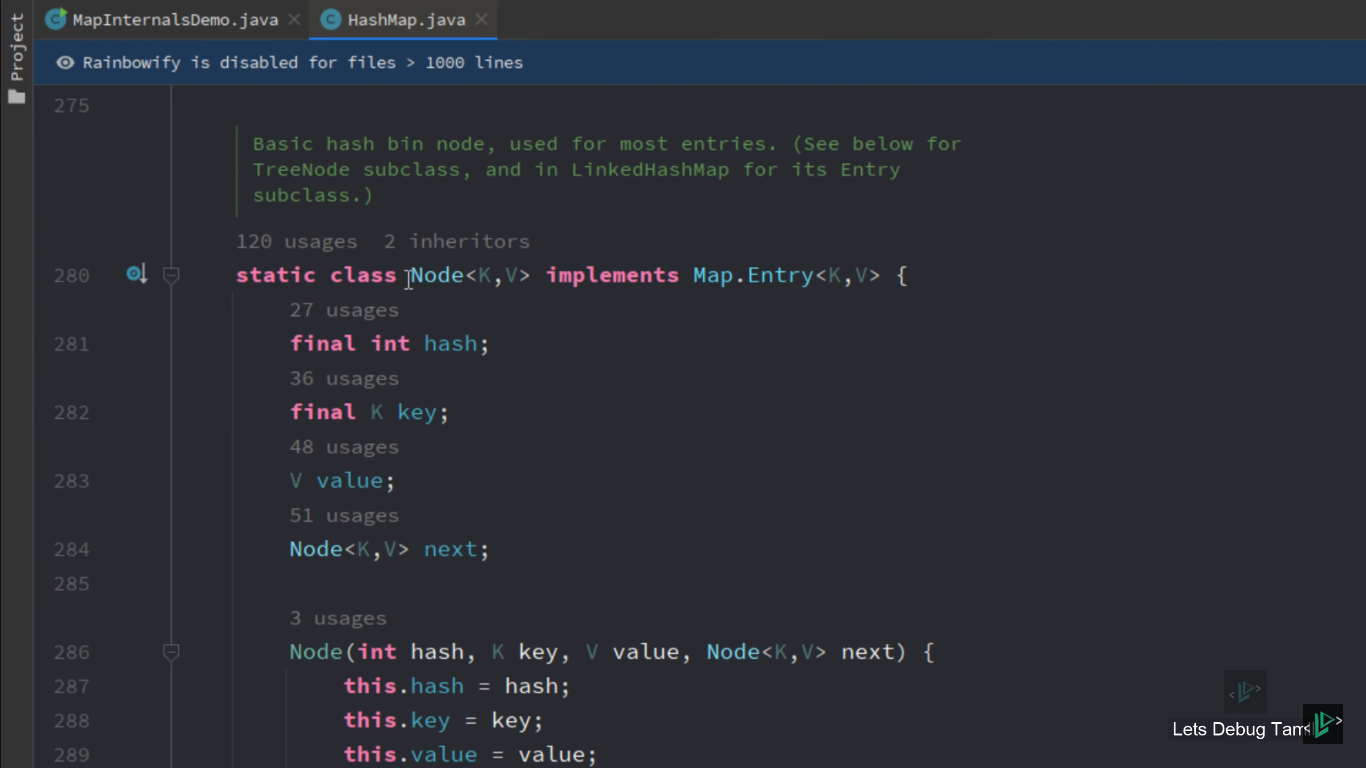 Project
MapInternalsDemo.java
HashMap.java
Rainbowify is disabled for files > 1000 lines
275
Basic hash bin node, used for most entries. (See below for
TreeNode subclass, and in LinkedHashMap for its Entry
subclass.)
120 usages 2 inheritors
280 static class Node<K,V> implements Map.Entry<K,V> {
27 usages
281 final int hash;
36 usages
282 final K key;
48 usages
283 V value;
51 usages
284 Node<K,V> next;
285
3 usages
286 Node(int hash, K key, V value, Node<K,V> next) {
287 this.hash = hash;
288 this.key = key;
289 this.value = value;
Lets Debug